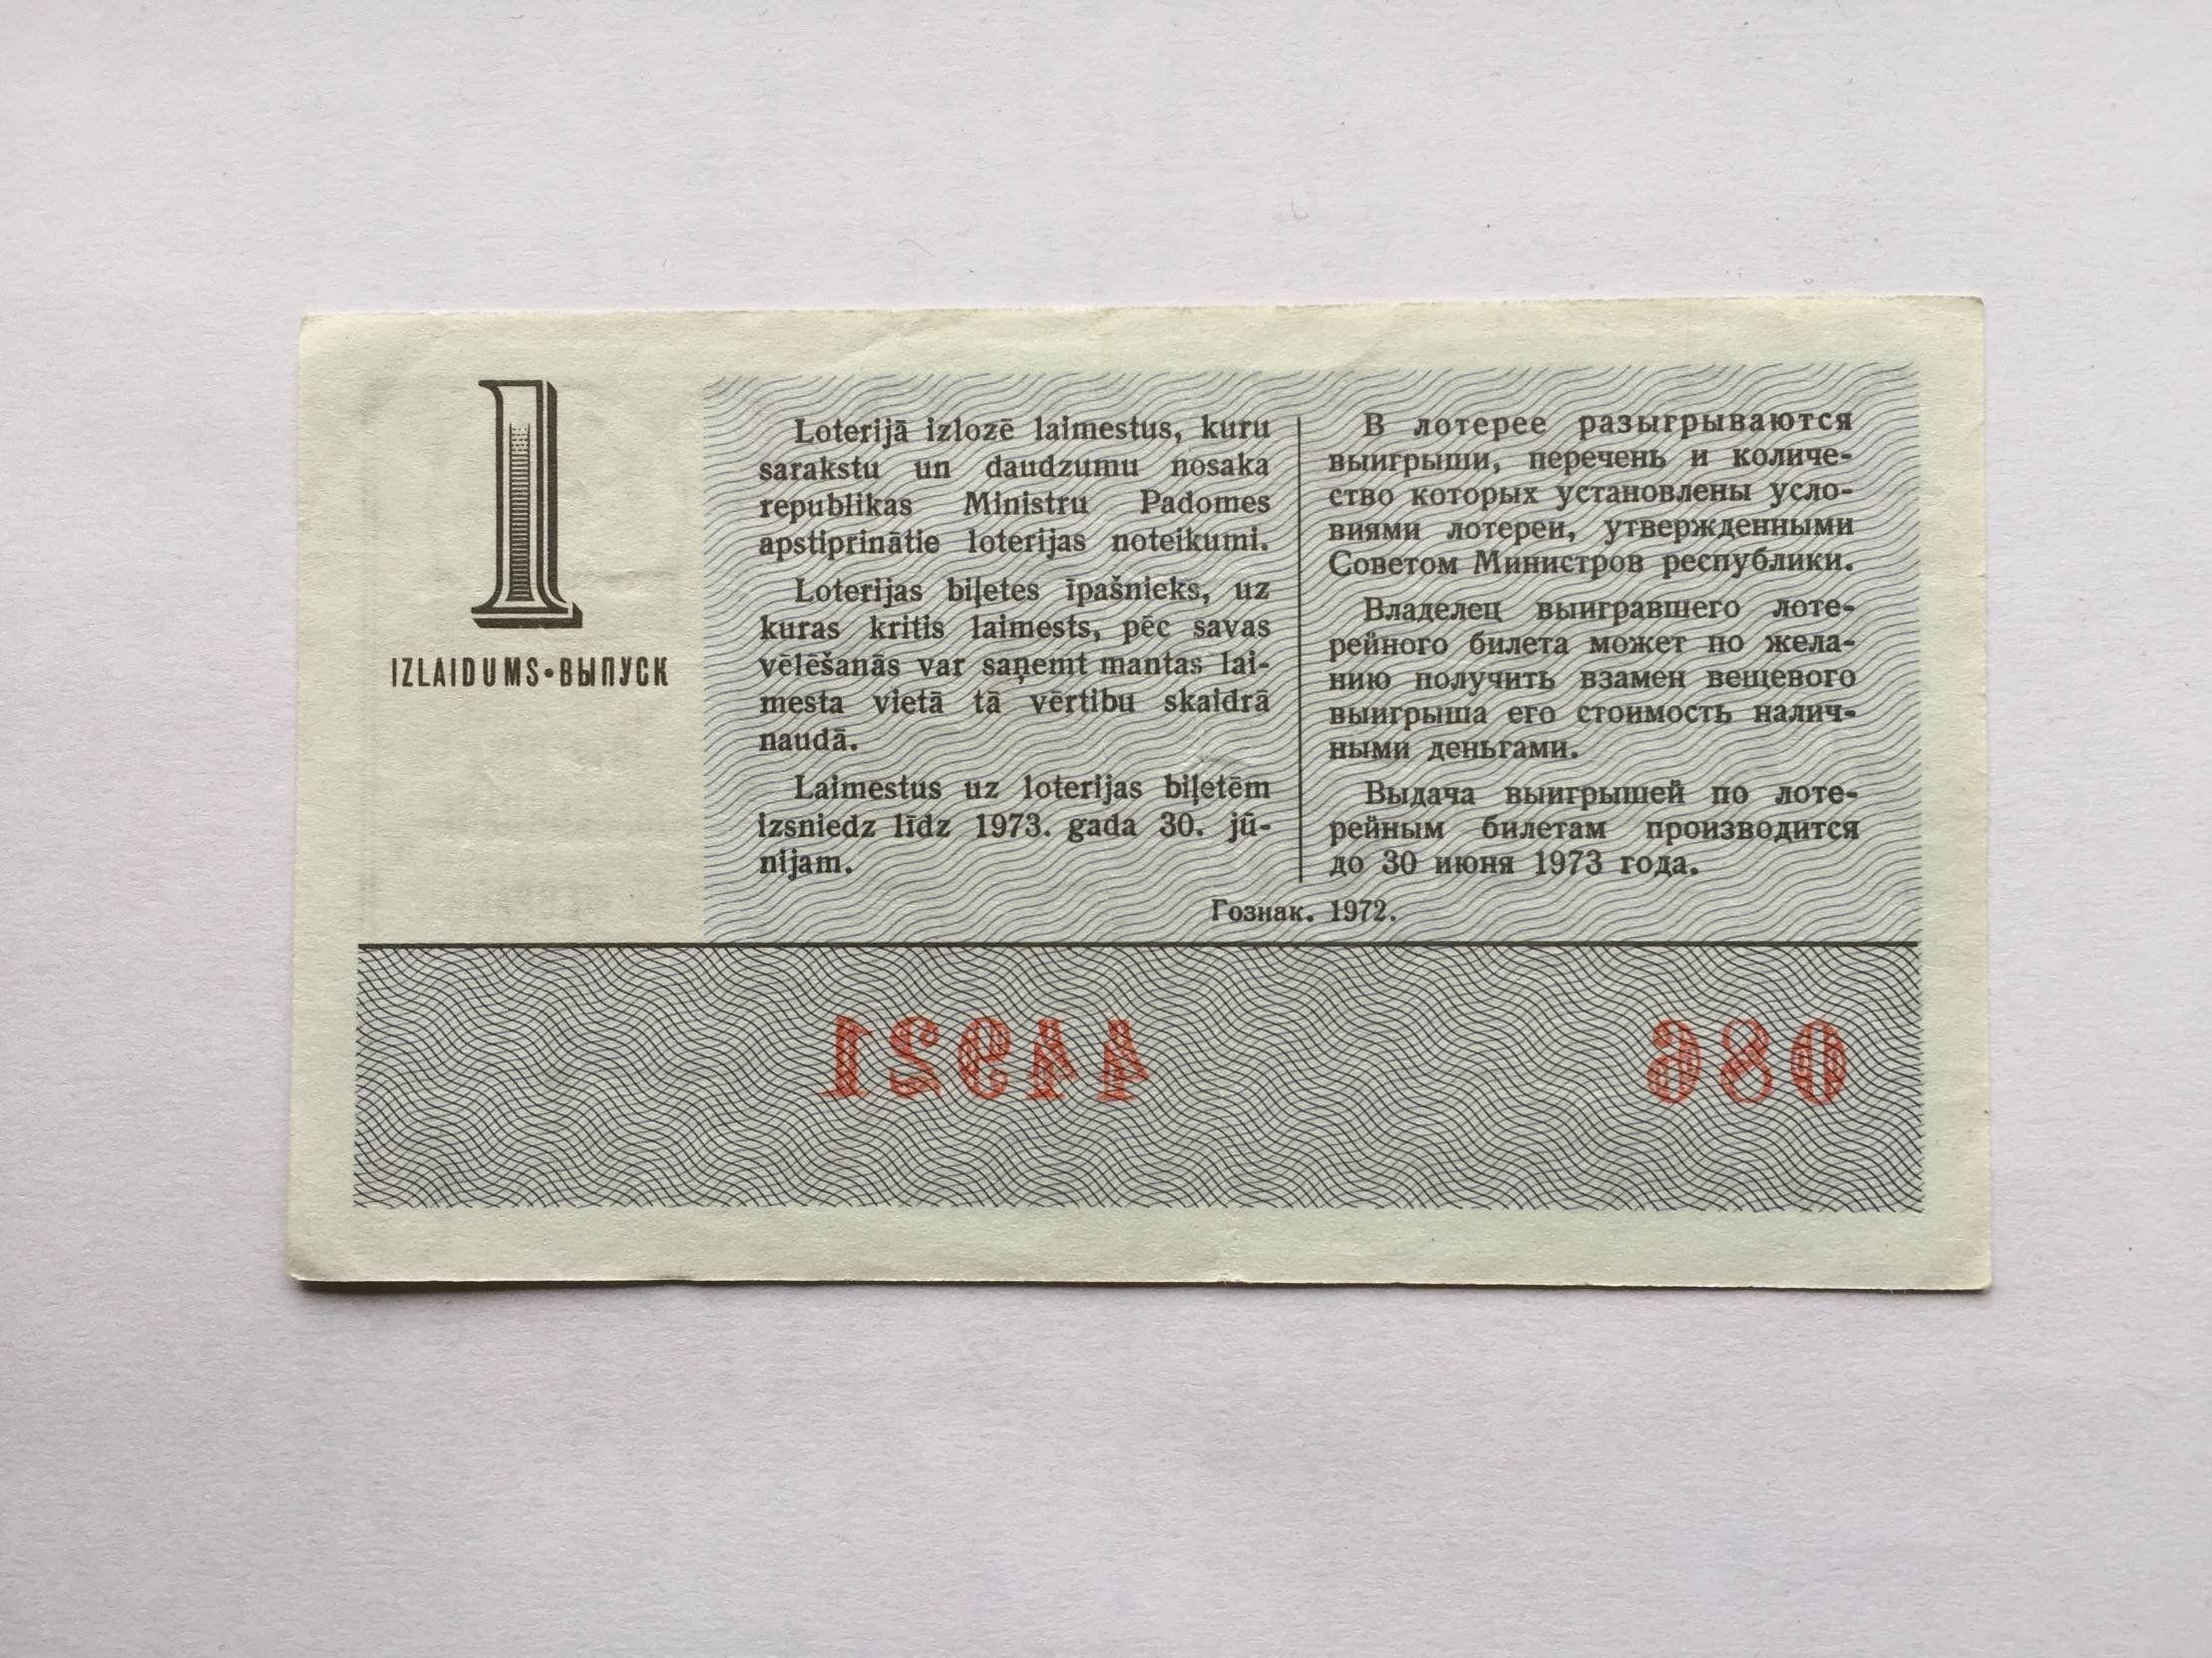 1
IZLAIDUMS•ВЫПУСК
Loterijā izlozē laimestus, kuru
sarakstu un daudzumu nosaka
republikas Ministru Padomes
apstiprinātie loterijas noteikumi.
Loterijas biļetes īpašnieks, uz
kuras kritis laimests, pēc savas
vēlēšanās var saņemt mantas lai-
mesta vietā tā vērtību skaidrā
naudā.
Laimestus uz loterijas biļetēm
izsniedz līdz 1973. gada 30. jū-
nijam.
В лотерее разыгрываются
выигрыши, перечень и количе-
ство которых установлены усло-
виями лотереи, утвержденными
Советом Министров республики.
Владелец выигравшего лоте-
рейного билета может по жела-
нию получить взамен вещевого
выигрыша его стоимость налич-
ными деньгами.
Выдача выигрышей по лоте-
рейным билетам производится
до 30 июня 1973 года.
Гознак. 1972.
44921
086